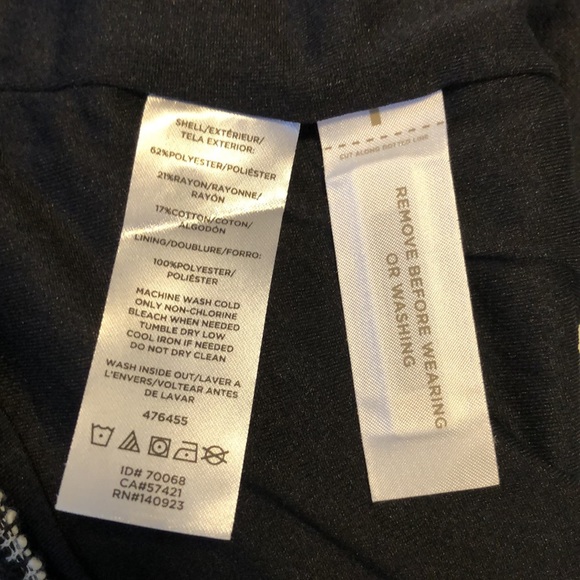 SHELL/EXTÉRIEUR/
TELA EXTERIOR:
62%POLYESTER/POLIÉSTER
21%RAYON/RAYONNE/
RAYÓN
17%COTTON/COTON/
ALGODÓN
LINING/DOUBLURE/FORRO:
100%POLYESTER/
POLIÉSTER
MACHINE WASH COLD
ONLY NON-CHLORINE
BLEACH WHEN NEEDED
TUMBLE DRY LOW
COOL IRON IF NEEDED
DO NOT DRY CLEAN
WASH INSIDE OUT/LAVER A
L'ENVERS/VOLTEAR ANTES
DE LAVAR
476455
ID# 70068
CA#57421
RN#140923
CUT ALONG DOTTED LINE
REMOVE BEFORE WEARING
OR WASHING